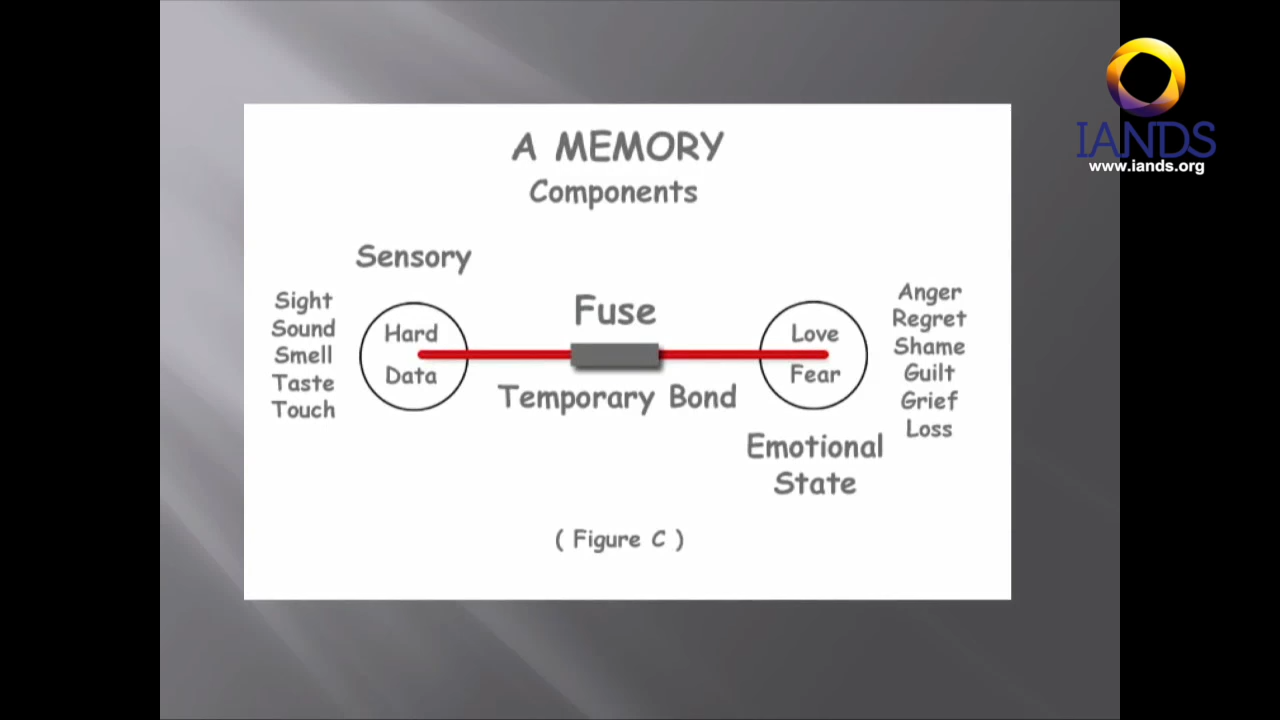 IANDS
www.iands.org
A MEMORY
Components
Sensory
Sight
Sound
Smell
Taste
Touch
Hard
Data
Fuse
Temporary Bond
Love
Fear
Emotional
State
Anger
Regret
Shame
Guilt
Grief
Loss
( Figure C )